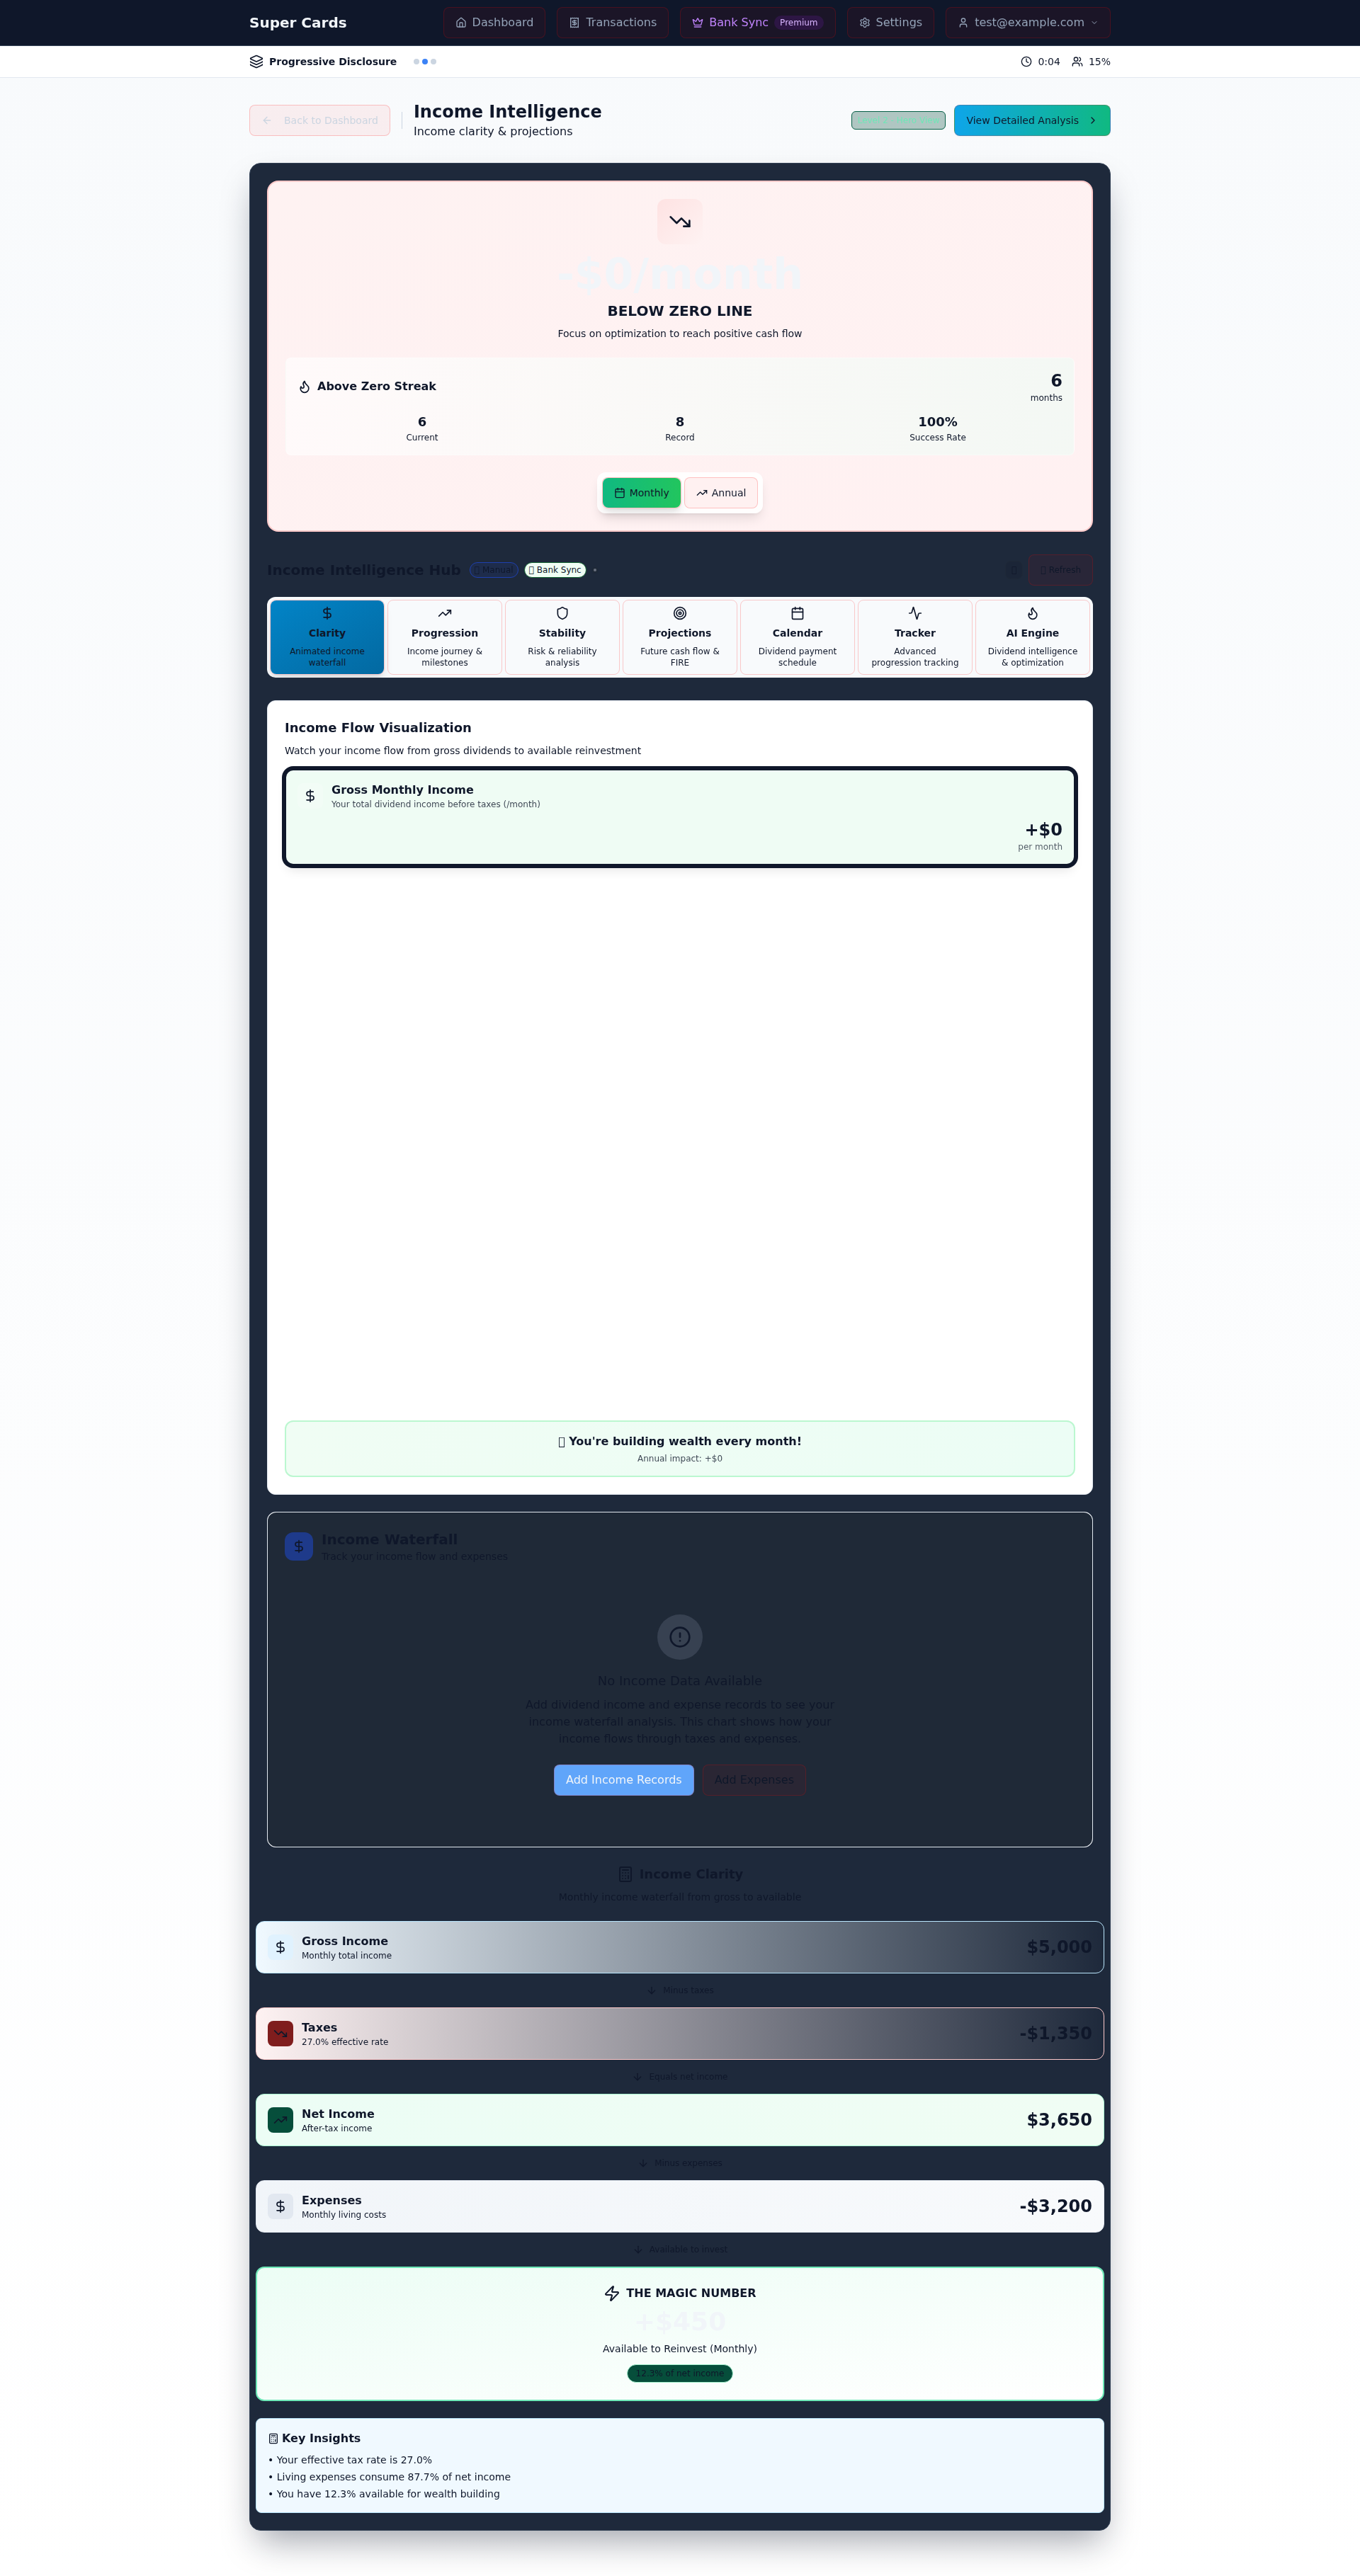 Super Cards
Dashboard
Transactions
Bank Sync Premium
Settings
test@example.com
Progressive Disclosure
0:04
15%
Back to Dashboard
Income Intelligence
Income clarity & projections
View Detailed Analysis
-$0/month
BELOW ZERO LINE
Focus on optimization to reach positive cash flow
Above Zero Streak
6
months
6
Current
8
Record
100%
Success Rate
Monthly
Annual
Income Intelligence Hub
Manual
Bank Sync
•
Refresh
Clarity
Animated income
waterfall
Progression
Income journey &
milestones
Stability
Risk & reliability
analysis
Projections
Future cash flow &
FIRE
Calendar
Dividend payment
schedule
Tracker
Advanced
progression tracking
AI Engine
Dividend intelligence
& optimization
Income Flow Visualization
Watch your income flow from gross dividends to available reinvestment
Gross Monthly Income
Your total dividend income before taxes (/month)
+$0
per month
You're building wealth every month!
Annual impact: +$0
Income Waterfall
Track your income flow and expenses
No Income Data Available
Add dividend income and expense records to see your
income waterfall analysis. This chart shows how your
income flows through taxes and expenses.
Add Income Records
Add Expenses
Income Clarity
Monthly income waterfall from gross to available
Gross Income
Monthly total income
$5,000
Minus taxes
Taxes
27.0% effective rate
-$1,350
Equals net income
Net Income
After-tax income
$3,650
Minus expenses
Expenses
Monthly living costs
-$3,200
Available to invest
THE MAGIC NUMBER
+$450
Available to Reinvest (Monthly)
12.3% of net income
Key Insights
• Your effective tax rate is 27.0%
• Living expenses consume 87.7% of net income
• You have 12.3% available for wealth building